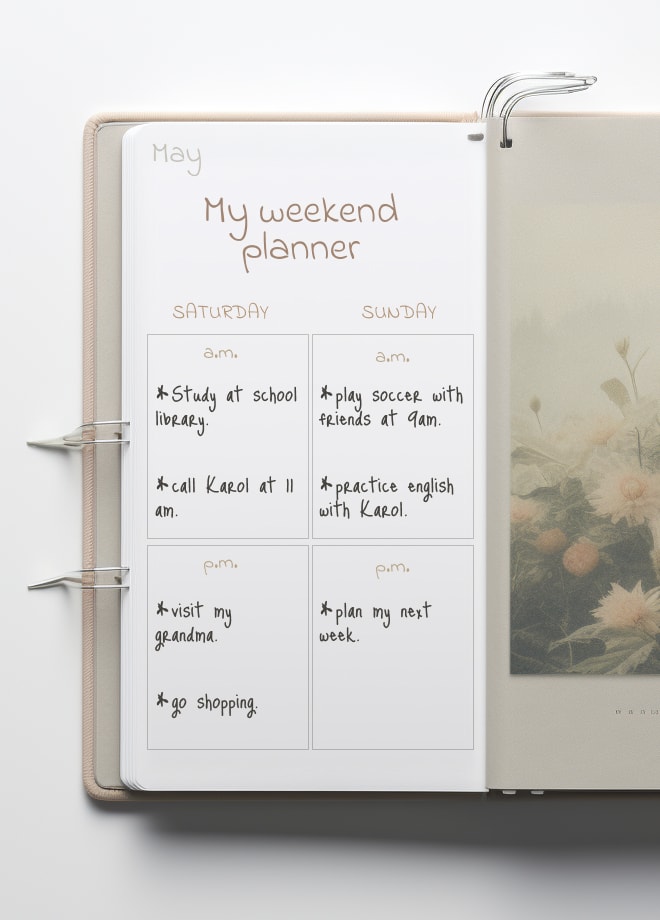 May
My weekend
planner
SATURDAY
SUNDAY
a.m.
*Study at school
library.
*call Karol at 11
am.
a.m.
*play soccer with
friends at 9am.
*practice english
with Karol.
p.m.
*visit my
grandma.
*go shopping.
p.m.
*plan my next
week.